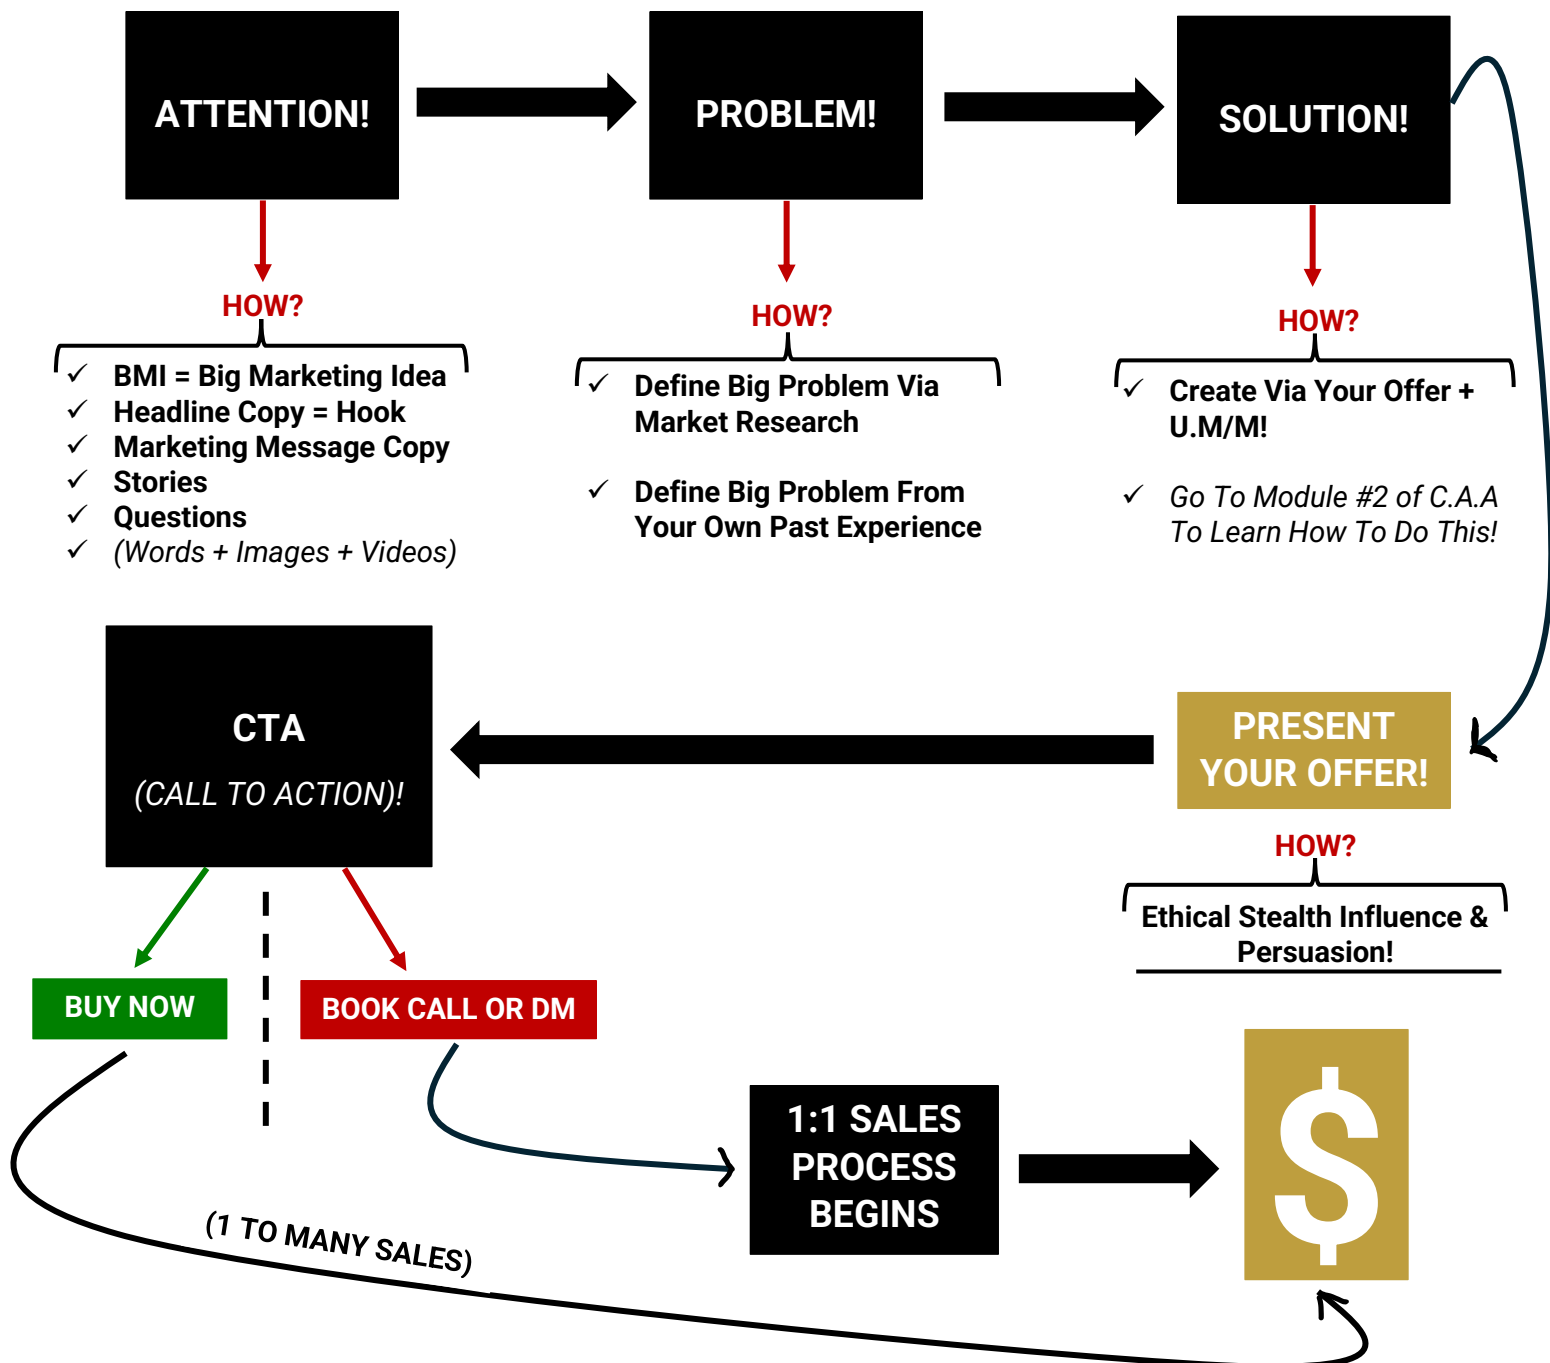 ATTENTION!
PROBLEM!
SOLUTION!
HOW?
BMI = Big Marketing Idea
Headline Copy = Hook
Marketing Message Copy
Stories
Questions
(Words + Images + Videos)
HOW?
Define Big Problem Via
Market Research
Define Big Problem From
Your Own Past Experience
HOW?
Create Via Your Offer +
U.M/M!
Go To Module #2 of C.A.A
To Learn How To Do This!
CTA
(CALL TO ACTION)!
PRESENT
YOUR OFFER!
HOW?
Ethical Stealth Influence &
Persuasion!
BUY NOW
BOOK CALL OR DM
1:1 SALES
PROCESS
BEGINS
$
(1 TO MANY SALES)